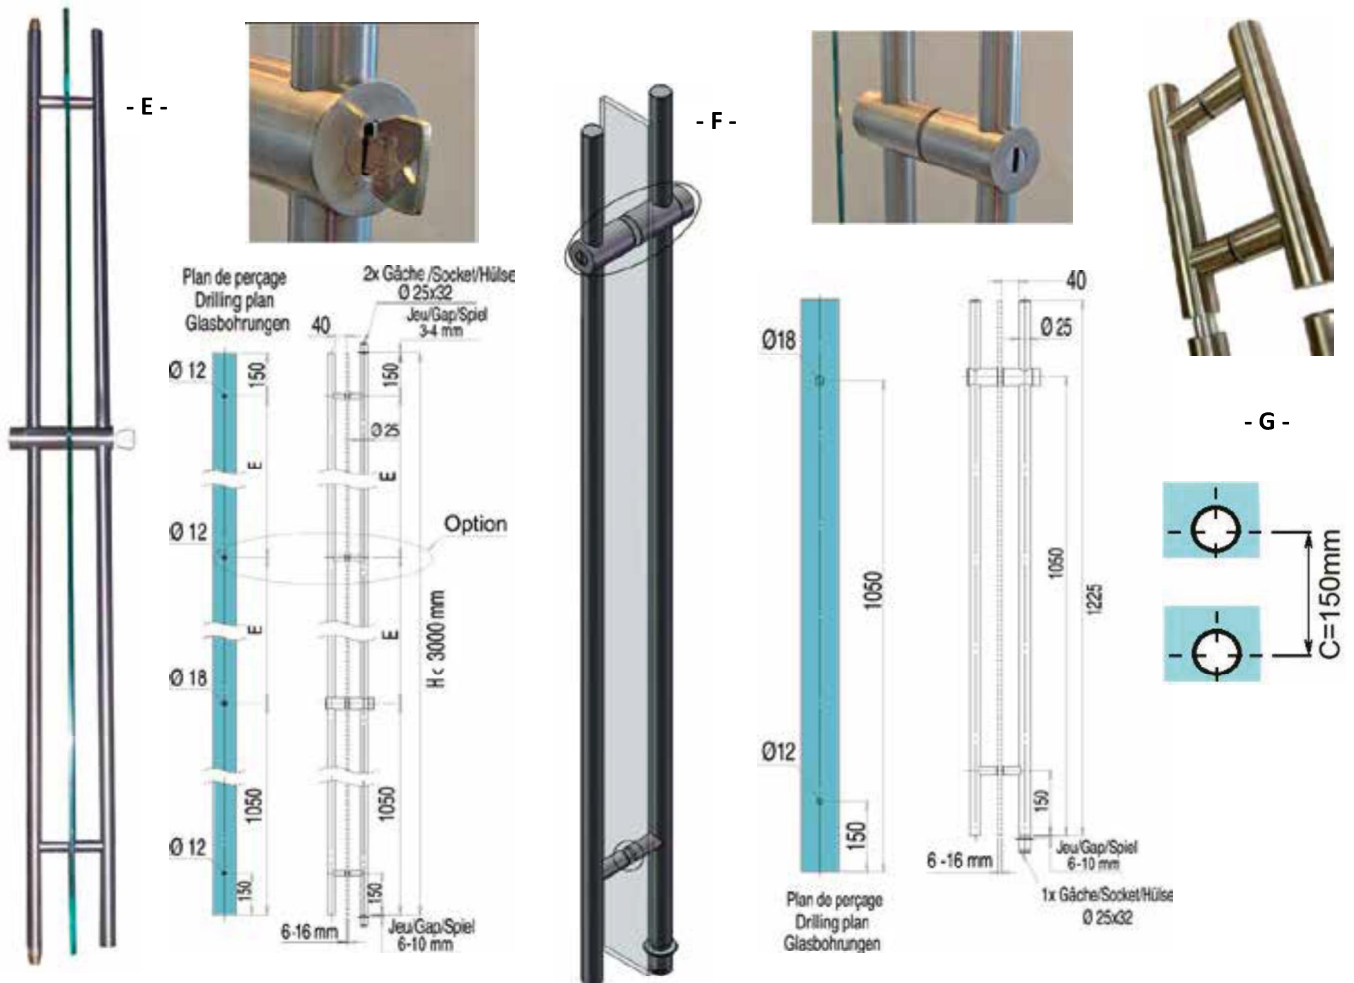 - E -
Plan de perçage
Drilling plan
Glasbohrungen
2x Gâche /Socket/Hülse
Ø 25x32
Jeu/Gap/Spiel
3-4 mm
40
Ø 12
150
150
Ø 25
E
E
Ø 12
Option
E
E
H < 3000 mm
Ø 18
1050
1050
Ø 12
150
150
6-16 mm
Jeu/Gap/Spiel
6-10 mm
- F -
Ø18
1050
Ø12
150
Plan de perçage
Drilling plan
Glasbohrungen
40
Ø 25
1050
1225
150
6 -16 mm
Jeu/Gap/Spiel
6-10 mm
1x Gâche/Socket/Hülse
Ø 25x32
- G -
C=150mm